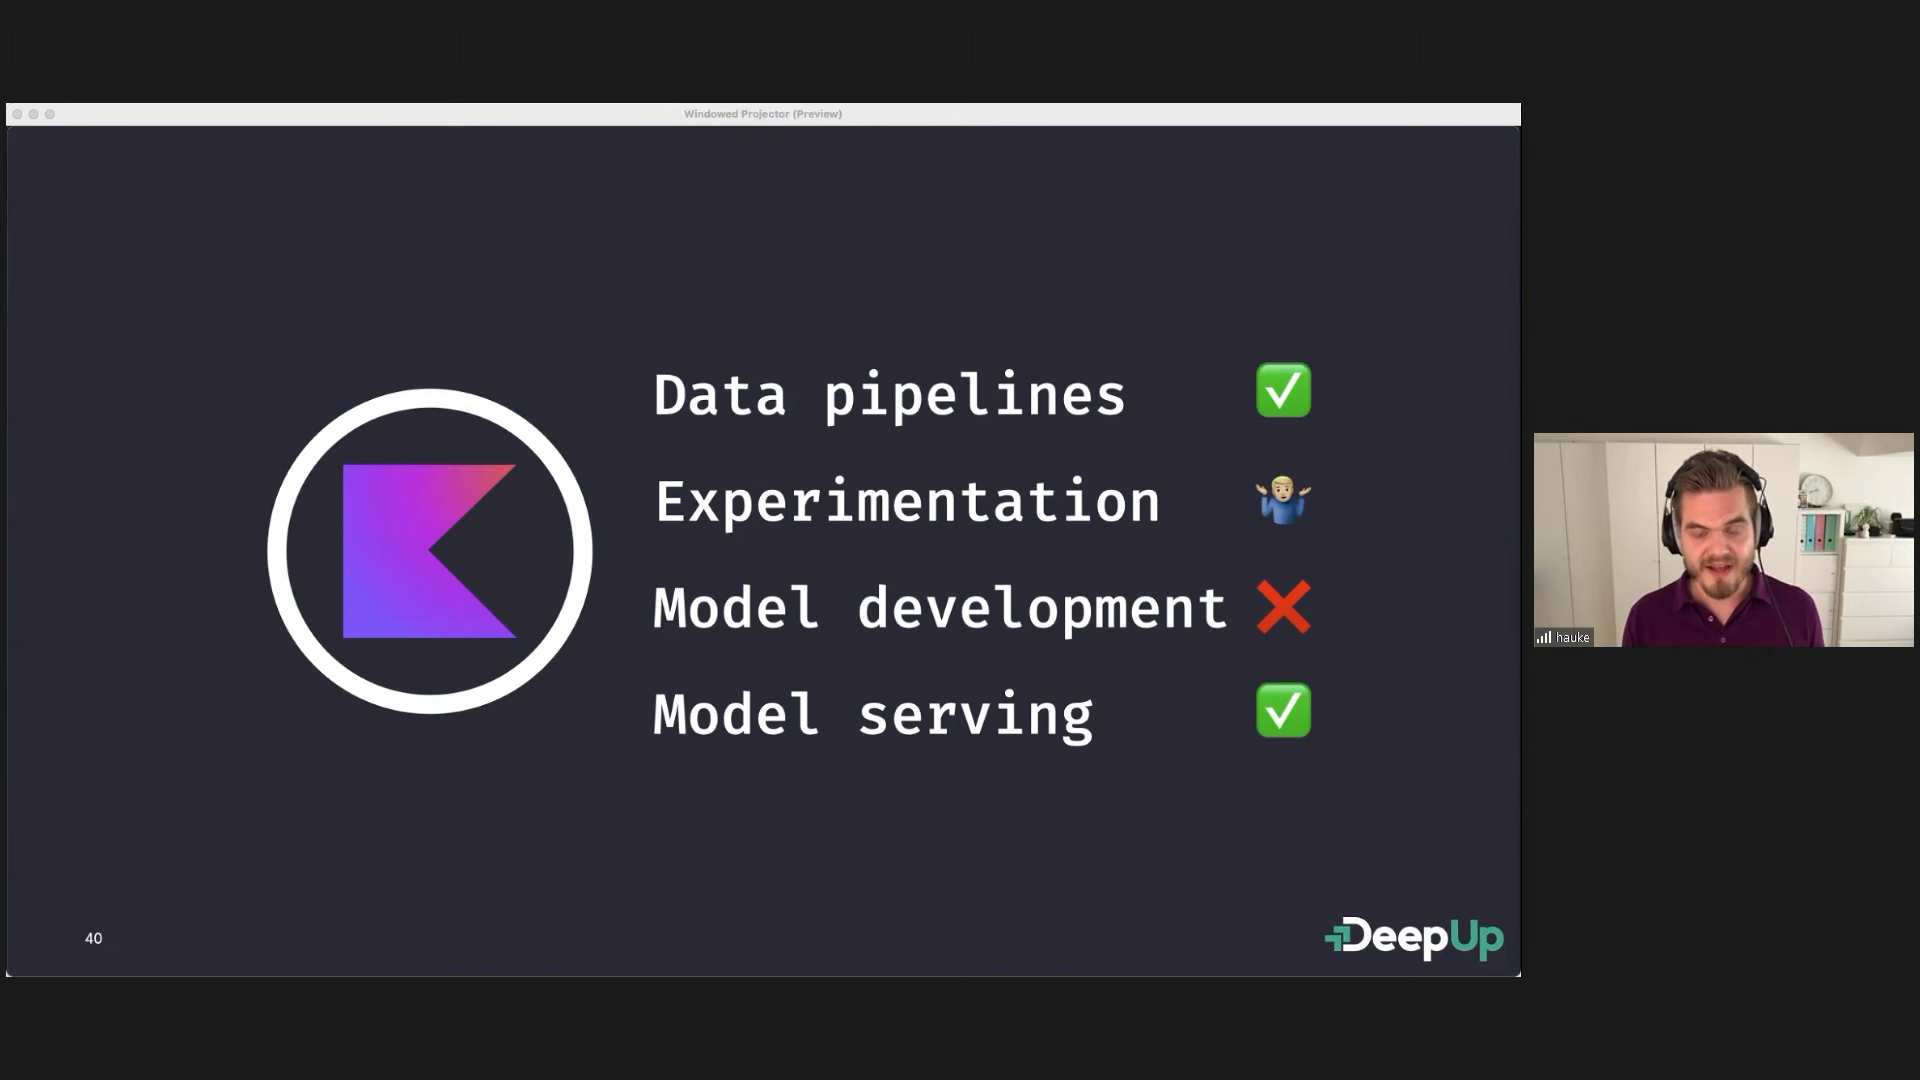 Windowed Projector (Preview)
Data pipelines ✅
Experimentation 🤷🏼‍♂️
Model development ❌
Model serving ✅
hauke
40
DeepUp